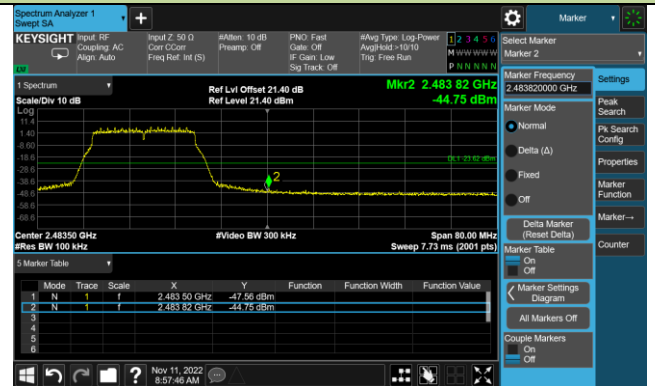 Spectrum Analyzer 1
Swept SA
+
Marker
KEYSIGHT
Input: RF
Coupling: AC
Align: Auto
Input Z: 50 Ω
Corr CCorr
Freq Ref: Int (S)
#Atten: 10 dB
Preamp: Off
PNO: Fast
Gate: Off
IF Gain: Low
Sig Track: Off
#Avg Type: Log-Power
Avg|Hold:>10/10
Trig: Free Run
1 2 3 4 5 6
M W W W W W
P N N N N N
Select Marker
Marker 2
1 Spectrum
Scale/Div 10 dB
Log
Ref Lvl Offset 21.40 dB
Ref Level 21.40 dBm
Mkr2 2.483 82 GHz
-44.75 dBm
11.4
1.40
-8.60
-18.6
-28.6
-38.6
-48.6
-58.6
-68.6
DL1 -23.62 dBm
2
Center 2.48350 GHz
#Res BW 100 kHz
#Video BW 300 kHz
Span 80.00 MHz
Sweep 7.73 ms (2001 pts)
5 Marker Table
Mode Trace Scale X Y Function Function Width Function Value
1 N 1 f 2.483 50 GHz -47.56 dBm
2 N 1 f 2.483 82 GHz -44.75 dBm
3
4
5
6
Marker Frequency
2.483820000 GHz
Marker Mode
Normal
Delta (Δ)
Fixed
Off
Delta Marker
(Reset Delta)
Marker Table
On
Off
Marker Settings
Diagram
All Markers Off
Couple Markers
On
Off
Settings
Peak
Search
Pk Search
Config
Properties
Marker
Function
Marker→
Counter
?
Nov 11, 2022
8:57:46 AM